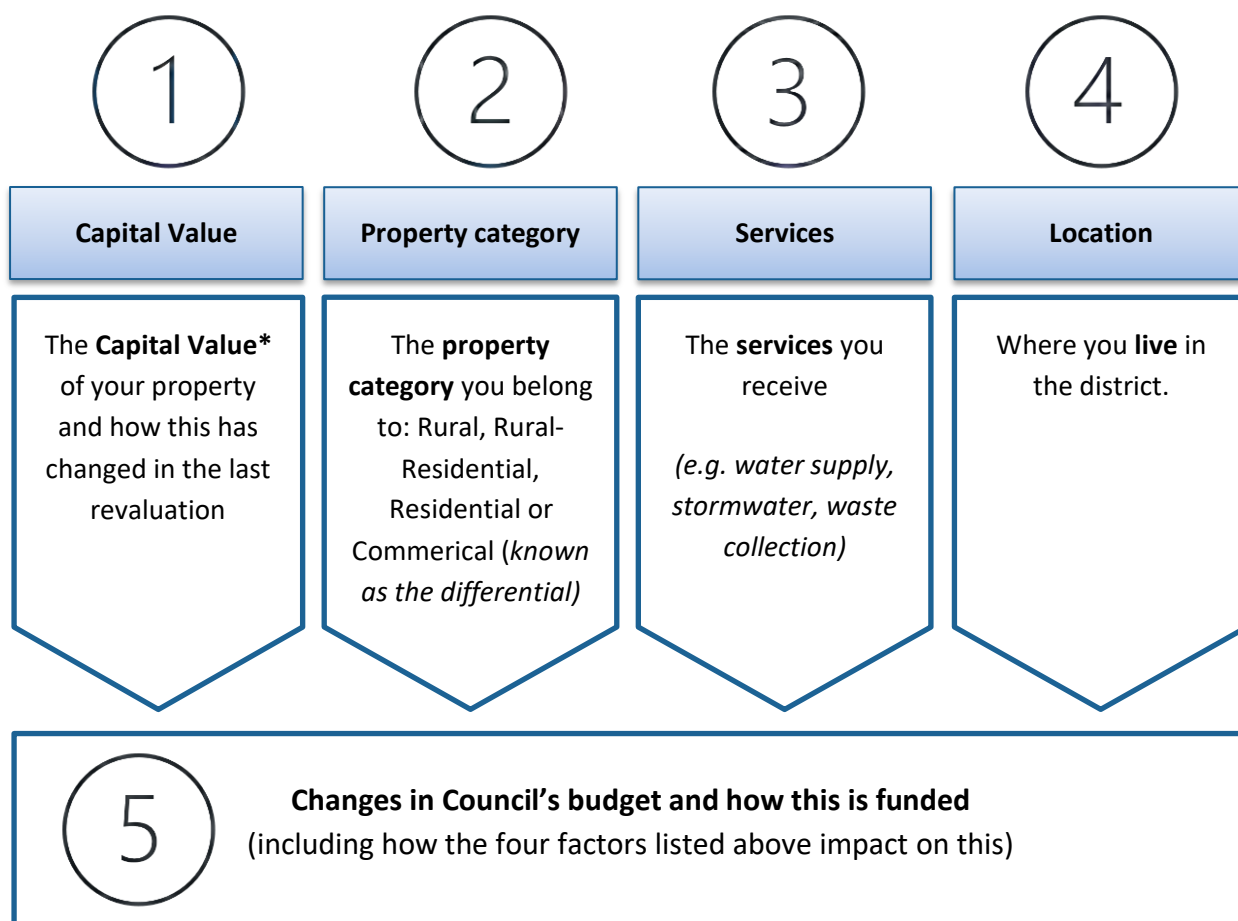 1
2
3
4
Capital Value
Property category
Services
Location
The Capital Value*
of your property
and how this has
changed in the last
revaluation
The property
category you belong
to: Rural, Rural-
Residential,
Residential or
Commerical (known
as the differential)
The services you
receive
(e.g. water supply,
stormwater, waste
collection)
Where you live in
the district.
5
Changes in Council's budget and how this is funded
(including how the four factors listed above impact on this)